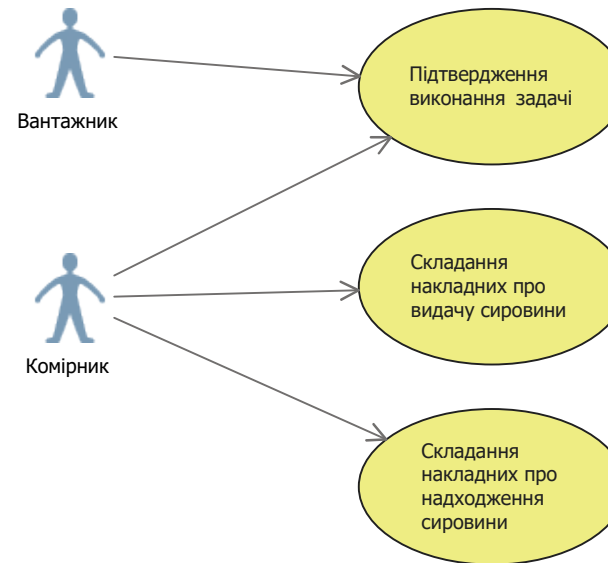 Підтвердження
виконання задачі
Вантажник
Складання
накладних про
видачу сировини
Комірник
Складання
накладних про
надходження
сировини